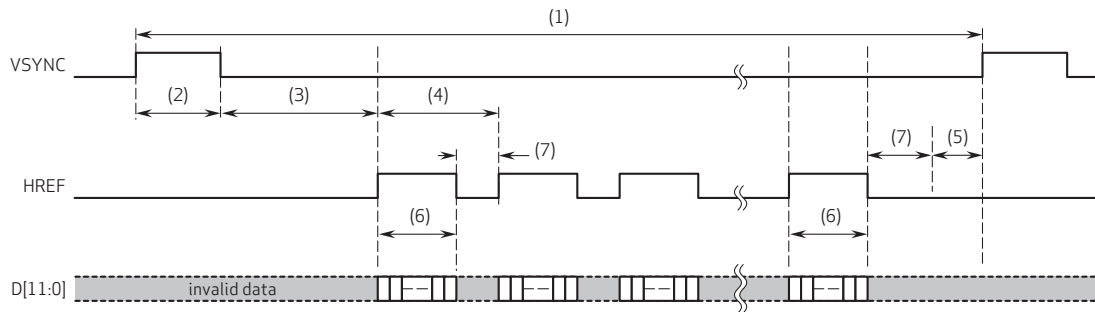 (1)
VSYNC
(2) (3) (4)
(7) (7) (5)
HREF
(6) (6)
D[11:0] invalid data